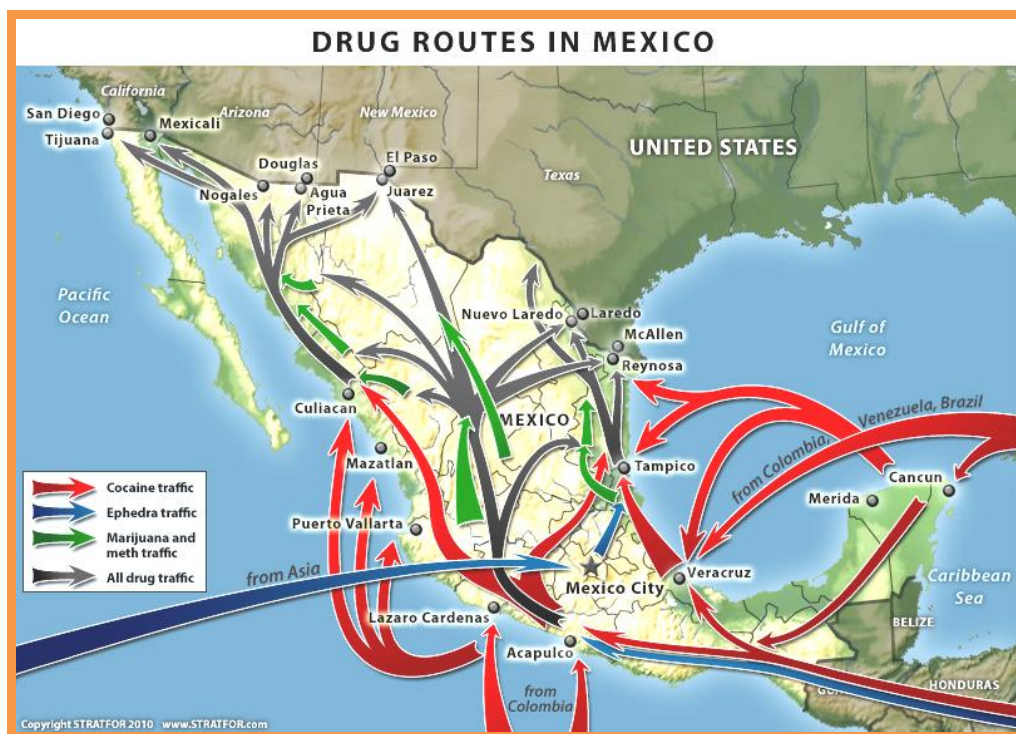 DRUG ROUTES IN MEXICO
California
Arizona
New Mexico
San Diego
Tijuana
Mexicali
UNITED STATES
Douglas
El Paso
Nogales
Agua
Prieta
Juarez
Texas
Pacific
Ocean
Nuevo Laredo
Laredo
McAllen
Reynosa
Gulf of
Mexico
Culiacan
MEXICO
from Colombia, Venezuela, Brazil
Mazatlan
Tampico
Cancun
Merida
Cocaine traffic
Ephedra traffic
Marijuana and
meth traffic
All drug traffic
Puerto Vallarta
from Asia
Mexico City
Veracruz
Caribbean
Sea
Lazaro Cardenas
BELIZE
Acapulco
from
Colombia
HONDURAS
Copyright STRATFOR 2010 www.STRATFOR.com